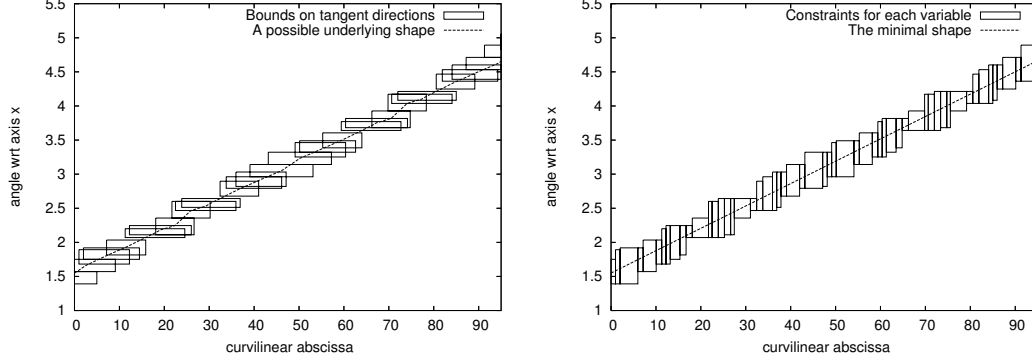 5.5
5
4.5
4
3.5
3
2.5
2
1.5
1
0 10 20 30 40 50 60 70 80 90
angle wrt axis x
curvilinear abscissa
Bounds on tangent directions
A possible underlying shape
5.5
5
4.5
4
3.5
3
2.5
2
1.5
1
0 10 20 30 40 50 60 70 80 90
angle wrt axis x
curvilinear abscissa
Constraints for each variable
The minimal shape